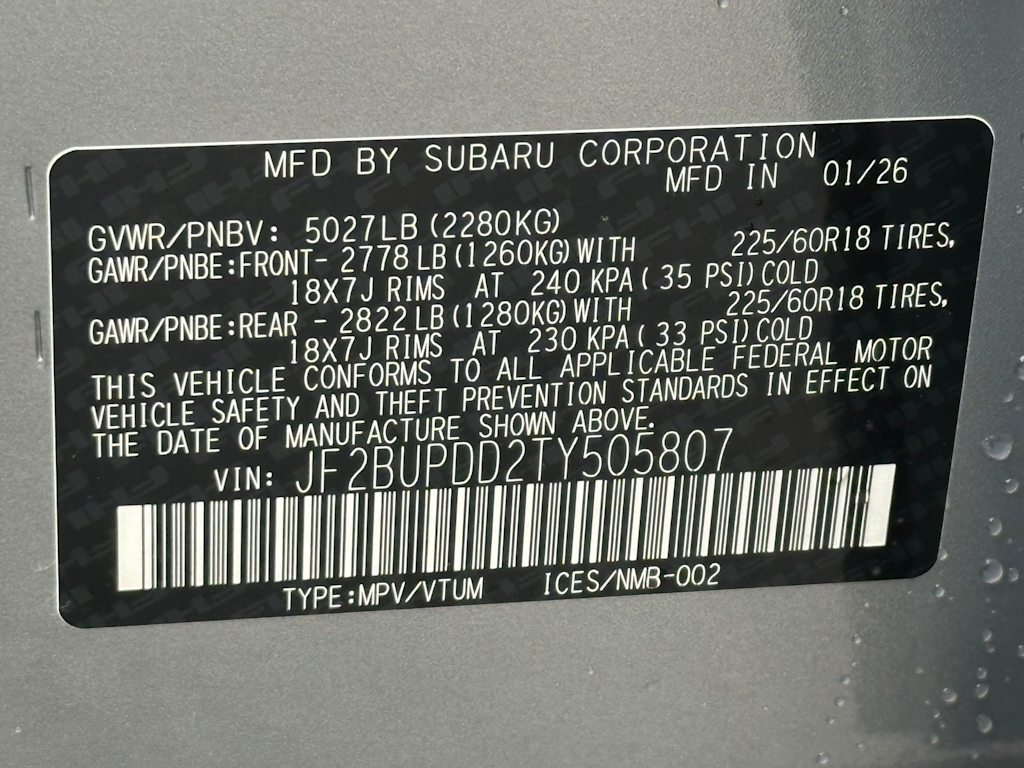 MFD BY SUBARU CORPORATION
MFD IN 01/26
GVWR/PNBV: 5027LB (2280KG)
GAWR/PNBE:FRONT- 2778 LB (1260KG) WITH 225/60R18 TIRES,
18X7J RIMS AT 240 KPA ( 35 PSI) COLD
GAWR/PNBE:REAR - 2822 LB (1280KG) WITH 225/60R18 TIRES,
18X7J RIMS AT 230 KPA ( 33 PSI) COLD
THIS VEHICLE CONFORMS TO ALL APPLICABLE FEDERAL MOTOR
VEHICLE SAFETY AND THEFT PREVENTION STANDARDS IN EFFECT ON
THE DATE OF MANUFACTURE SHOWN ABOVE.
VIN: JF2BUPDD2TY505807
TYPE:MPV/VTUM ICES/NMB-002